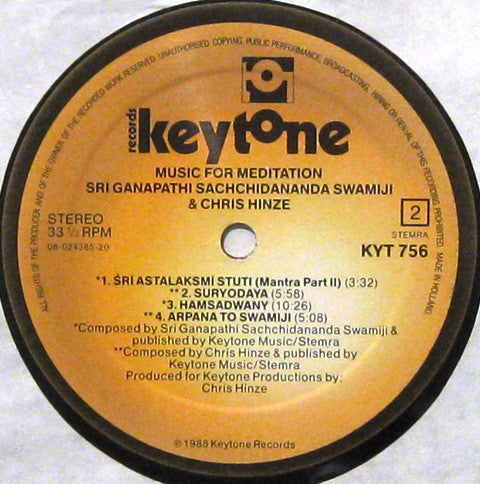 ALL RIGHTS OF THE PRODUCER AND OF THE OWNER OF THE RECORDED WORK RESERVED. UNAUTHORISED COPYING, PUBLIC PERFORMANCE, BROADCASTING, HIRING OR RENTAL OF THIS RECORDING PROHIBITED. MADE IN HOLLAND.
records
keytone
MUSIC FOR MEDITATION
SRI GANAPATHI SACHCHIDANANDA SWAMIJI
& CHRIS HINZE
STEREO
33 ⅓ RPM
08-024385-20
2
STEMRA
KYT 756
*1. ŚRI ASTALAKSMI STUTI (Mantra Part II) (3:32)
**2. SURYODAYA (5:58)
*3. HAMSADWANY (10:26)
**4. ARPANA TO SWAMIJI (5:08)
*Composed by Sri Ganapathi Sachchidananda Swamiji &
published by Keytone Music/Stemra
**Composed by Chris Hinze & published by
Keytone Music/Stemra
Produced for Keytone Productions by:
Chris Hinze
℗ 1988 Keytone Records